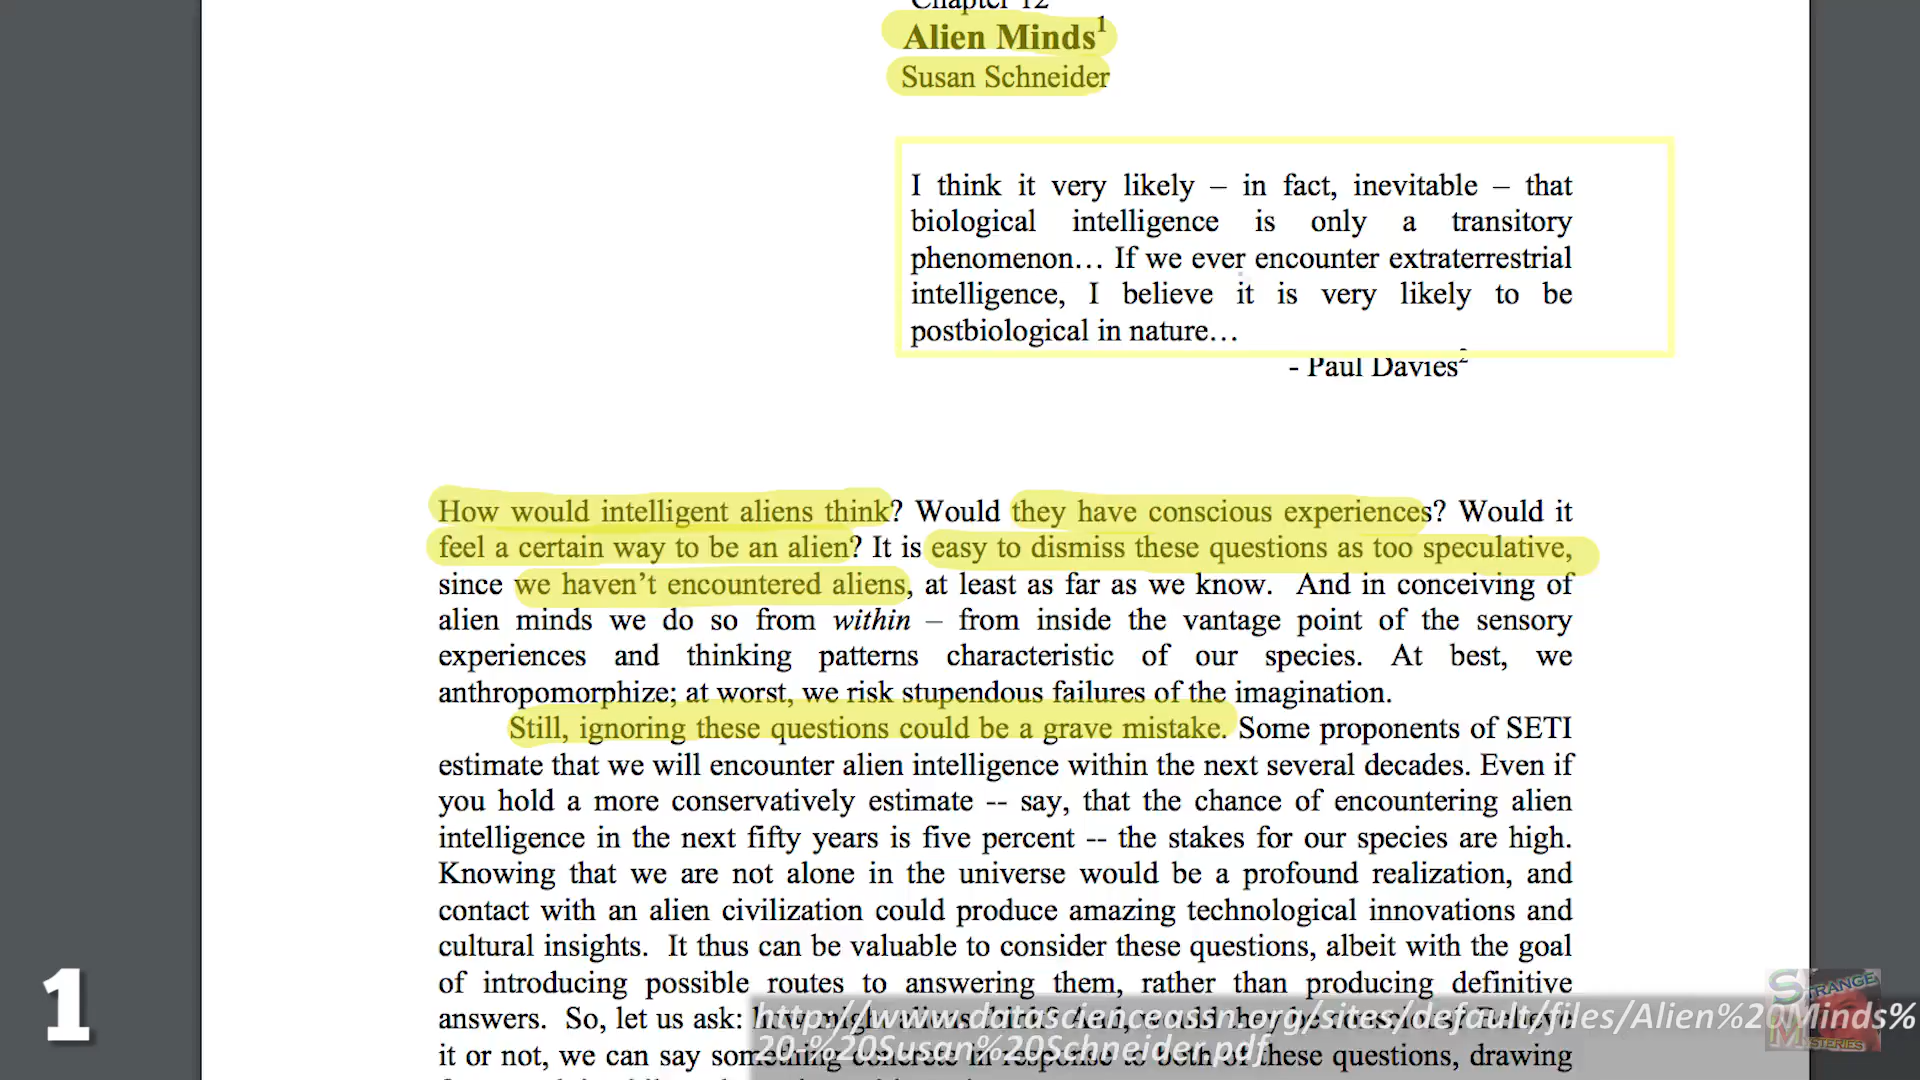 Chapter 12
Alien Minds1
Susan Schneider
I think it very likely – in fact, inevitable – that
biological intelligence is only a transitory
phenomenon… If we ever encounter extraterrestrial
intelligence, I believe it is very likely to be
postbiological in nature…
- Paul Davies2
How would intelligent aliens think? Would they have conscious experiences? Would it
feel a certain way to be an alien? It is easy to dismiss these questions as too speculative,
since we haven't encountered aliens, at least as far as we know. And in conceiving of
alien minds we do so from within – from inside the vantage point of the sensory
experiences and thinking patterns characteristic of our species. At best, we
anthropomorphize; at worst, we risk stupendous failures of the imagination.
Still, ignoring these questions could be a grave mistake. Some proponents of SETI
estimate that we will encounter alien intelligence within the next several decades. Even if
you hold a more conservatively estimate -- say, that the chance of encountering alien
intelligence in the next fifty years is five percent -- the stakes for our species are high.
Knowing that we are not alone in the universe would be a profound realization, and
contact with an alien civilization could produce amazing technological innovations and
cultural insights. It thus can be valuable to consider these questions, albeit with the goal
of introducing possible routes to answering them, rather than producing definitive
answers. So, let us ask:
it or not, we can say something concrete in response to both of these questions, drawing
1
http://www.datascienceassn.org/sites/default/files/Alien%20Minds%
20-%20Susan%20Schneider.pdf
STRANGE
MYSTERIES